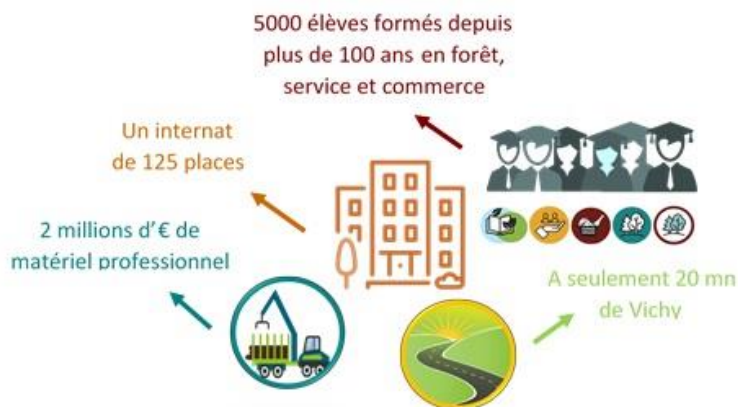 5000 élèves formés depuis
plus de 100 ans en forêt,
service et commerce
Un internat
de 125 places
2 millions d'€ de
matériel professionnel
A seulement 20 mn
de Vichy